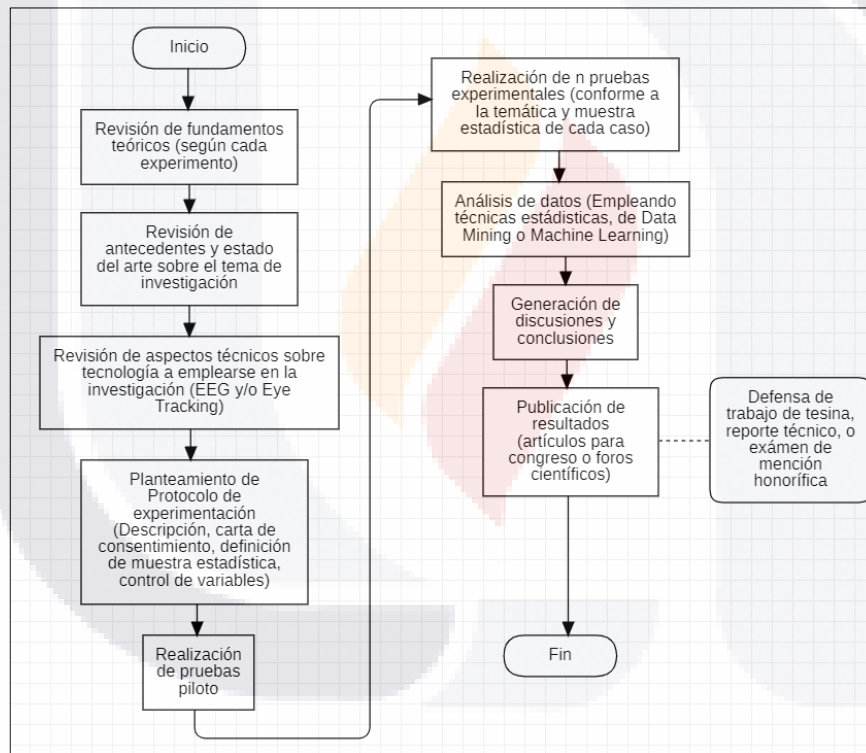 Inicio
Revisión de fundamentos
teóricos (según cada
experimento)
Revisión de
antecedentes y estado
del arte sobre el tema de
investigación
Revisión de aspectos técnicos sobre
tecnología a emplearse en la
investigación (EEG y/o Eye
Tracking)
Planteamiento de
Protocolo de
experimentación
(Descripción, carta de
consentimiento, definición
de muestra estadística,
control de variables)
Realización
de pruebas
piloto
Realización de n pruebas
experimentales (conforme a
la temática y muestra
estadística de cada caso)
Análisis de datos (Empleando
técnicas estádisticas, de Data
Mining o Machine Learning)
Generación de
discusiones y
conclusiones
Publicación de
resultados
(artículos para
congreso o foros
científicos)
Defensa de
trabajo de tesina,
reporte técnico, o
exámen de
mención
honorífica
Fin